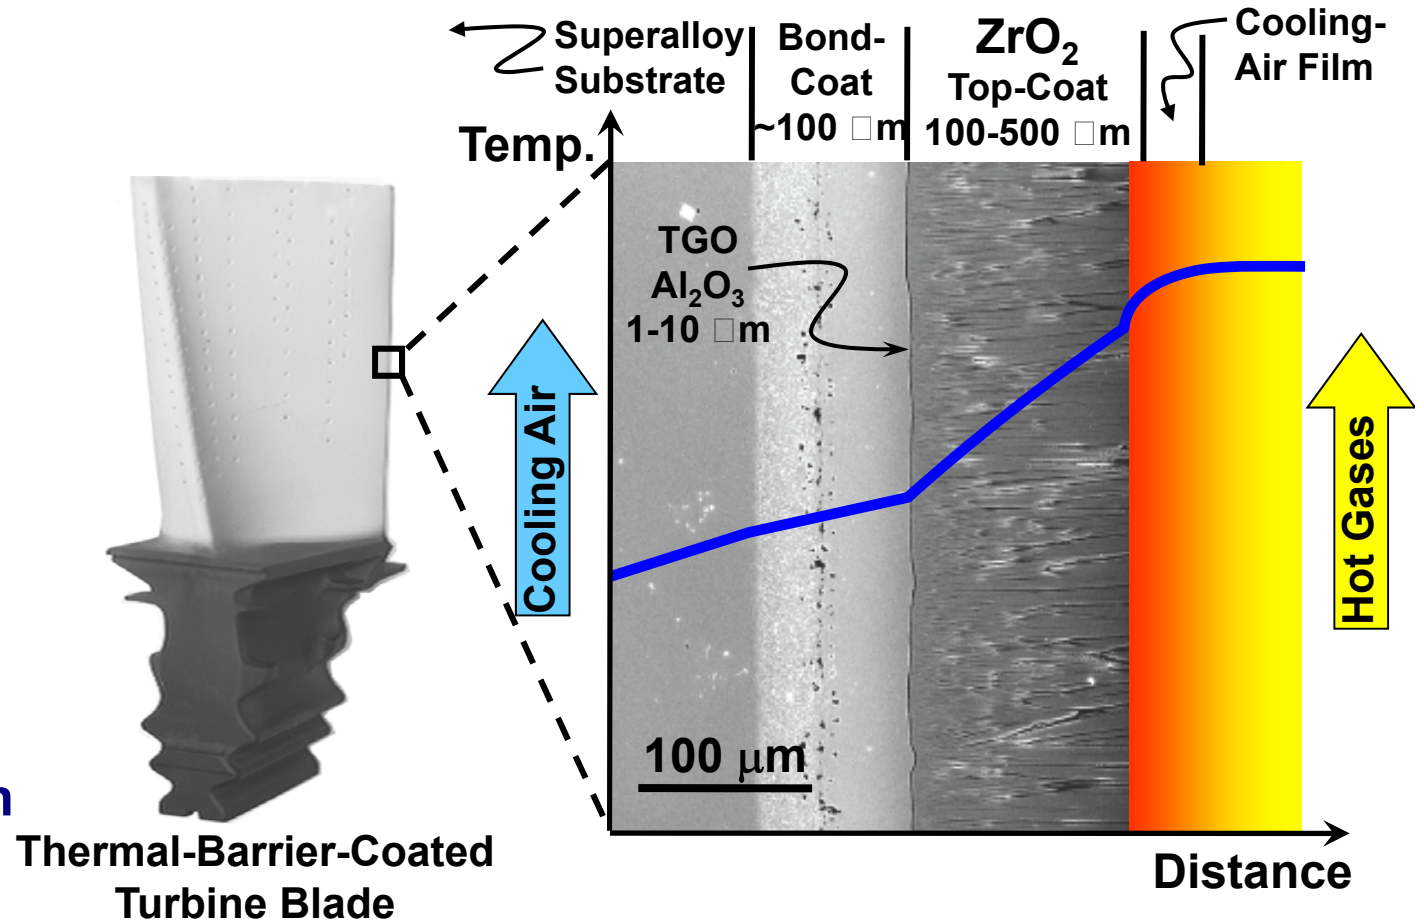 Superalloy
Substrate
Bond-
Coat
~100 □m
ZrO₂
Top-Coat
100-500 □m
Cooling-
Air Film
Temp.
TGO
Al₂O₃
1-10 □m
Cooling Air
Hot Gases
100 μm
n
Thermal-Barrier-Coated
Turbine Blade
Distance